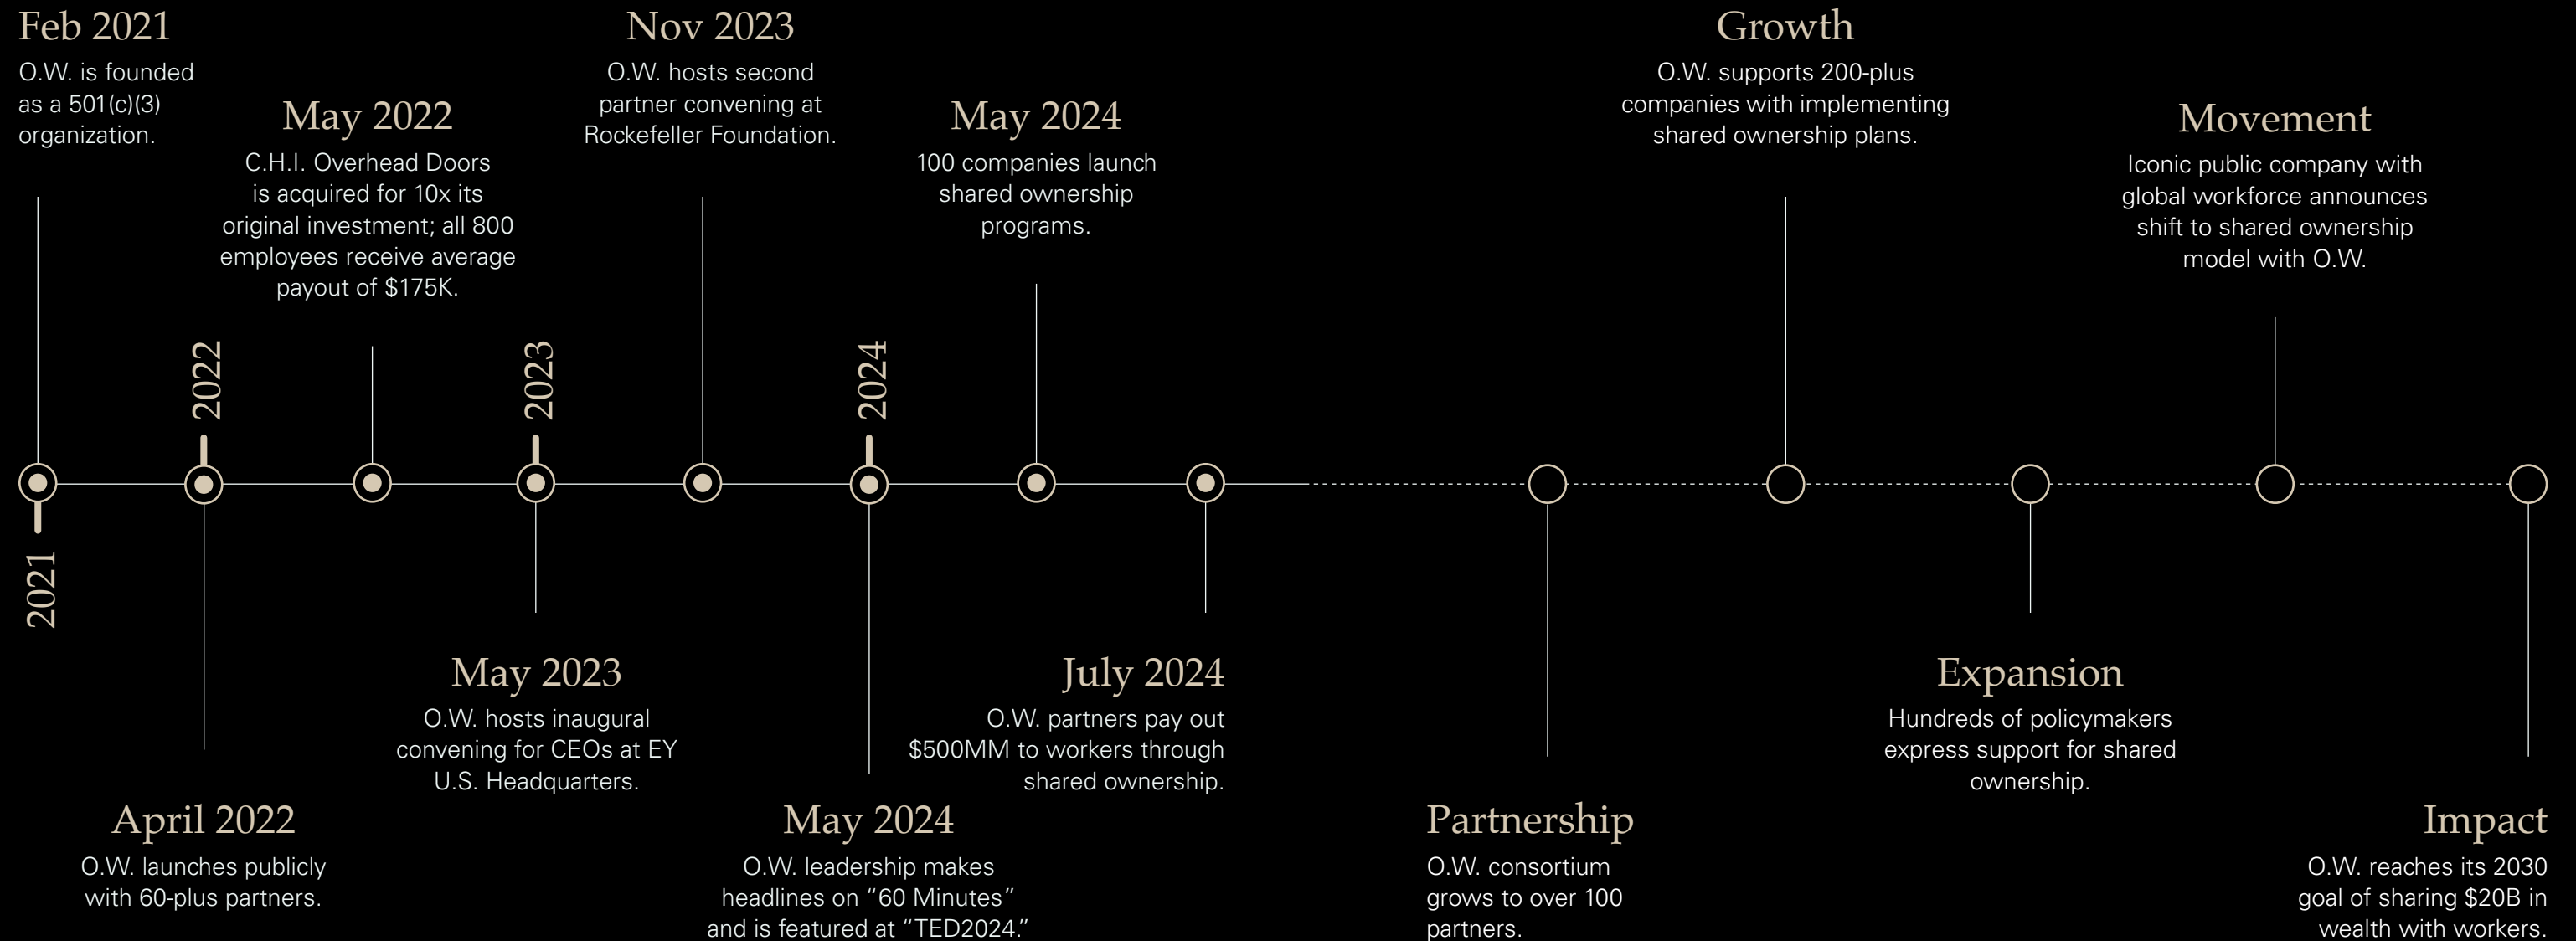 Feb 2021
O.W. is founded
as a 501(c)(3)
organization.
2021
2022
April 2022
O.W. launches publicly
with 60-plus partners.
May 2022
C.H.I. Overhead Doors
is acquired for 10x its
original investment; all 800
employees receive average
payout of $175K.
2023
May 2023
O.W. hosts inaugural
convening for CEOs at EY
U.S. Headquarters.
Nov 2023
O.W. hosts second
partner convening at
Rockefeller Foundation.
2024
May 2024
O.W. leadership makes
headlines on “60 Minutes”
and is featured at “TED2024.”
May 2024
100 companies launch
shared ownership
programs.
July 2024
O.W. partners pay out
$500MM to workers through
shared ownership.
Partnership
O.W. consortium
grows to over 100
partners.
Growth
O.W. supports 200-plus
companies with implementing
shared ownership plans.
Expansion
Hundreds of policymakers
express support for shared
ownership.
Movement
Iconic public company with
global workforce announces
shift to shared ownership
model with O.W.
Impact
O.W. reaches its 2030
goal of sharing $20B in
wealth with workers.